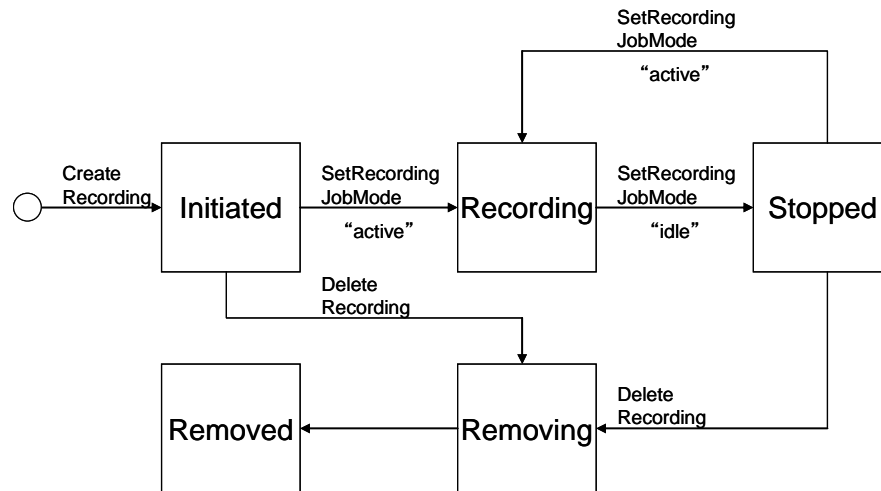 SetRecording
JobMode
“active”
Create
Recording
Initiated
SetRecording
JobMode
“active”
Recording
SetRecording
JobMode
“idle”
Stopped
Delete
Recording
Removed
Removing
Delete
Recording